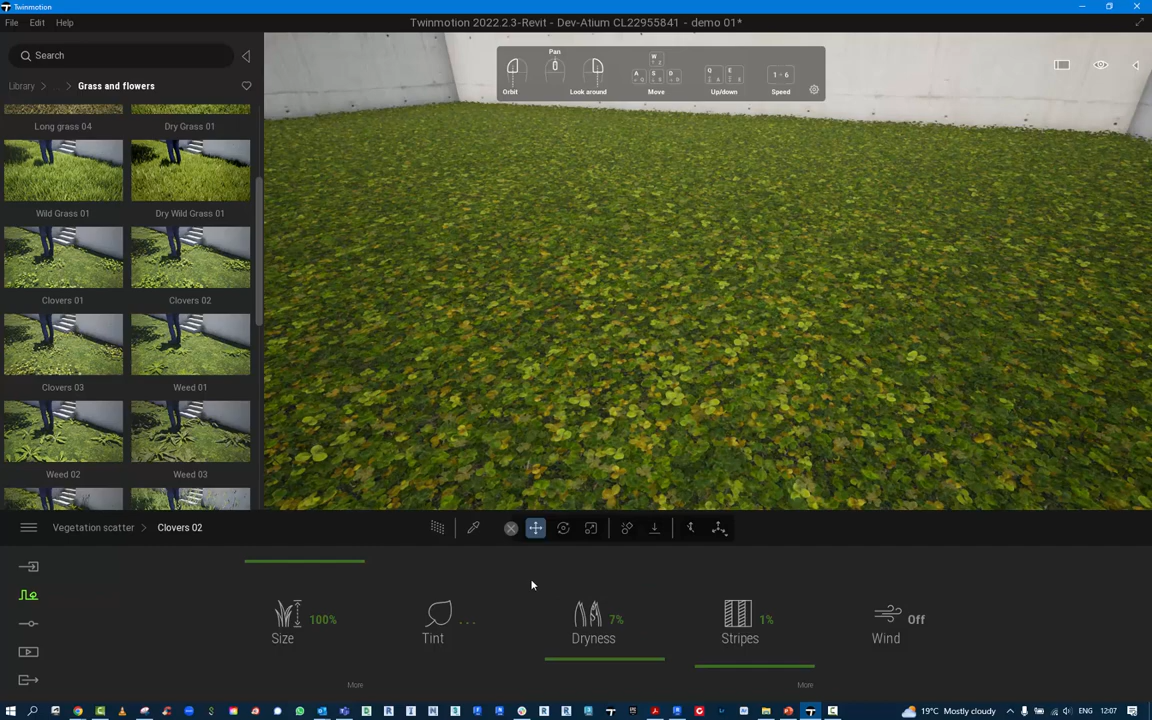 Twinmotion
File Edit Help
Twinmotion 2022.2.3-Revit - Dev-Atium CL22955841 - demo 01*
Search
Library ... Grass and flowers
Long grass 04
Dry Grass 01
Wild Grass 01
Dry Wild Grass 01
Clovers 01
Clovers 02
Clovers 03
Weed 01
Weed 02
Weed 03
Pan
Orbit
Look around
W
A S D
Move
Q E
Up/down
1 - 6
Speed
Vegetation scatter > Clovers 02
Size 100%
Tint ...
Dryness 7%
Stripes 1%
Wind Off
More
More
19°C Mostly cloudy
ENG 12:07